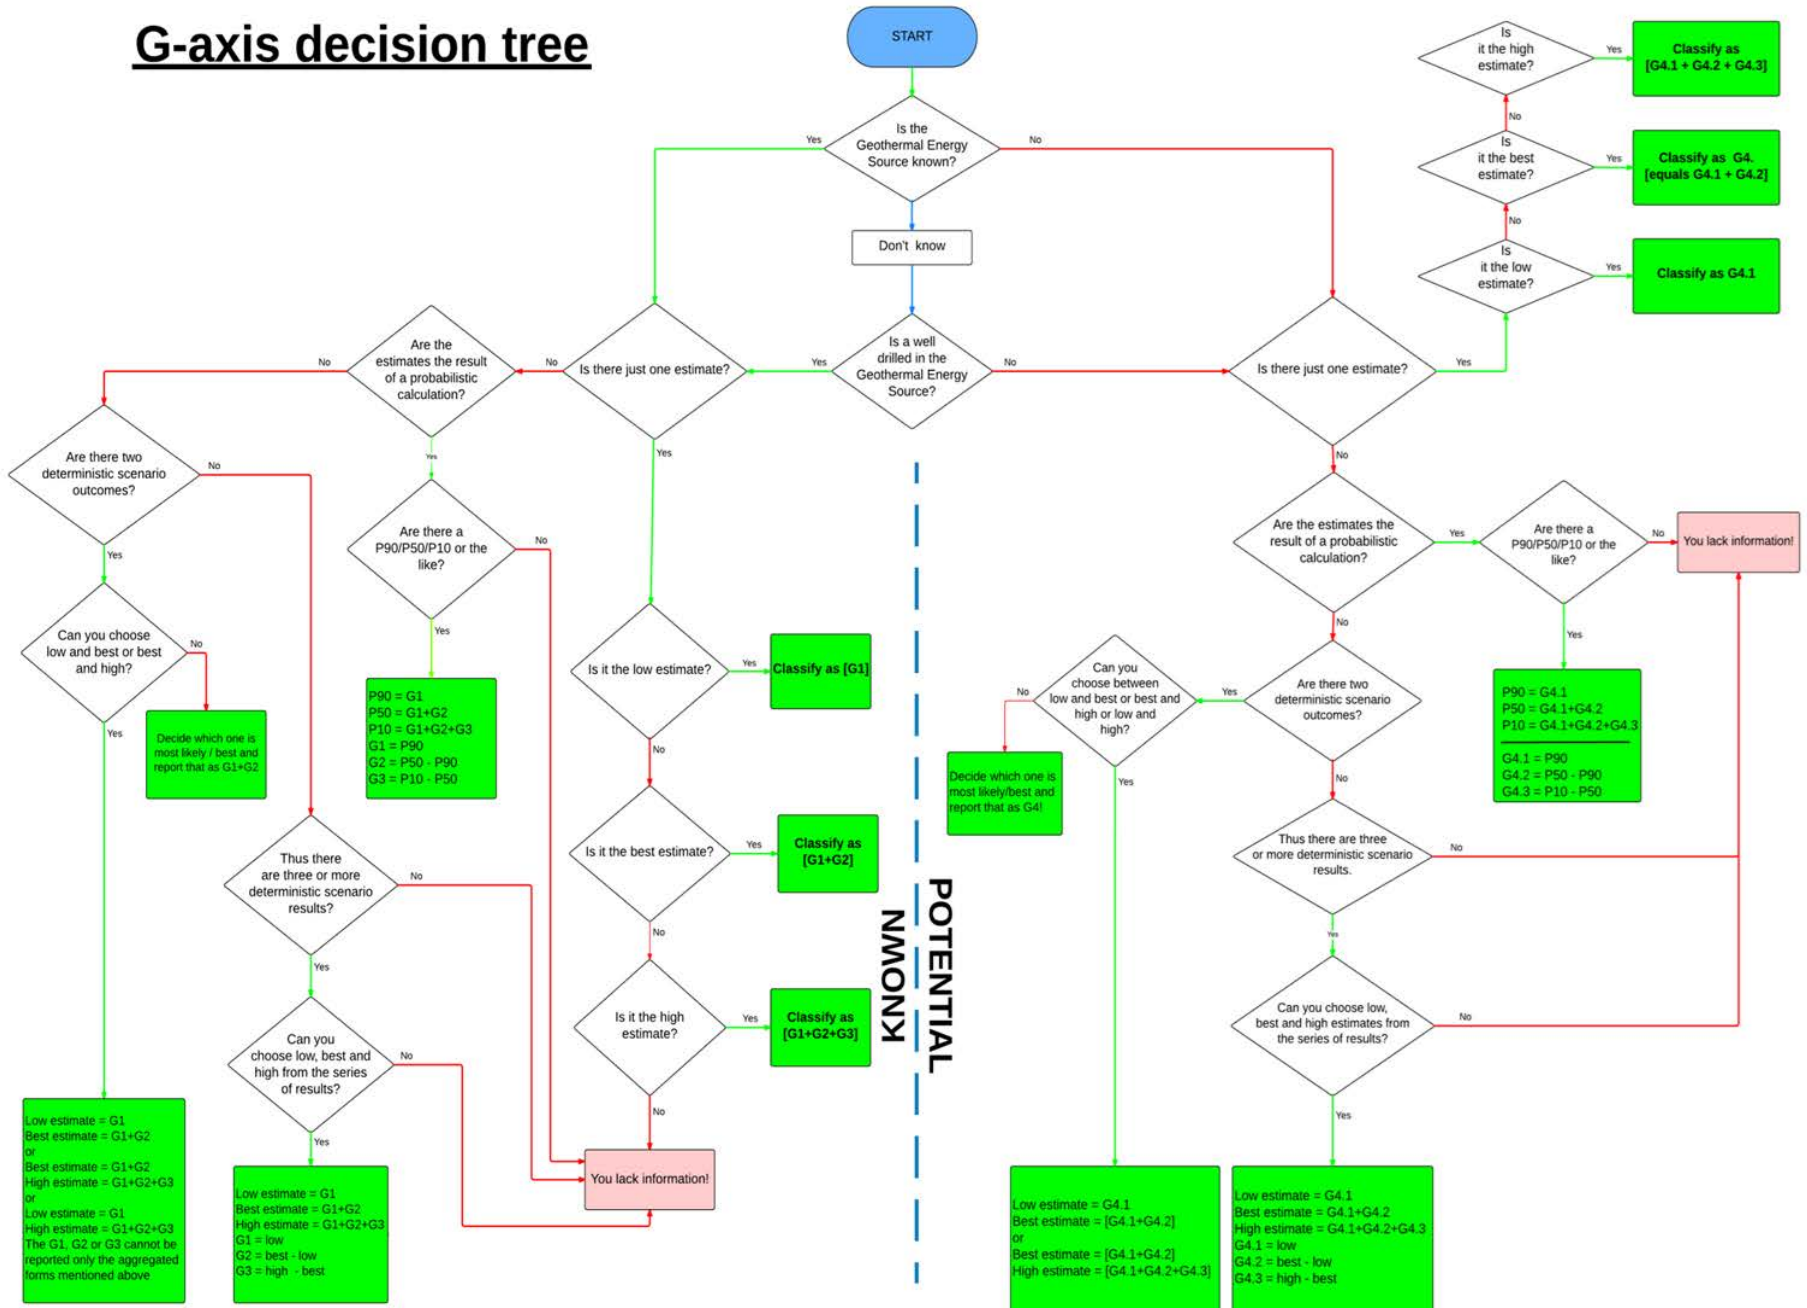 G-axis decision tree
START
Is the
Geothermal Energy
Source known?
Yes
No
Don't know
Is a well
drilled in the
Geothermal Energy
Source?
Yes
No
Is there just one estimate?
No
Yes
Are the
estimates the result
of a probabilistic
calculation?
No
Yes
Are there two
deterministic scenario
outcomes?
No
Yes
Can you choose
low and best or best
and high?
No
Yes
Decide which one is
most likely / best and
report that as G1+G2
Low estimate = G1
Best estimate = G1+G2
or
Best estimate = G1+G2
High estimate = G1+G2+G3
or
Low estimate = G1
High estimate = G1+G2+G3
The G1, G2 or G3 cannot be
reported only the aggregated
forms mentioned above
Are there a
P90/P50/P10 or the
like?
No
Yes
P90 = G1
P50 = G1+G2
P10 = G1+G2+G3
G1 = P90
G2 = P50 - P90
G3 = P10 - P50
Thus there
are three or more
deterministic scenario
results?
No
Yes
Can you
choose low, best and
high from the series
of results?
No
Yes
Low estimate = G1
Best estimate = G1+G2
High estimate = G1+G2+G3
G1 = low
G2 = best - low
G3 = high - best
Is it the low estimate?
Yes
Classify as [G1]
No
Is it the best estimate?
Yes
Classify as
[G1+G2]
No
Is it the high
estimate?
Yes
Classify as
[G1+G2+G3]
No
You lack information!
KNOWN
POTENTIAL
Is there just one estimate?
Yes
No
Is
it the high
estimate?
Yes
Classify as
[G4.1 + G4.2 + G4.3]
No
Is
it the best
estimate?
Yes
Classify as G4.
[equals G4.1 + G4.2]
No
Is
it the low
estimate?
Yes
Classify as G4.1
Are the estimates the
result of a probabilistic
calculation?
Yes
No
Are there a
P90/P50/P10 or the
like?
No
Yes
You lack information!
P90 = G4.1
P50 = G4.1+G4.2
P10 = G4.1+G4.2+G4.3
G4.1 = P90
G4.2 = P50 - P90
G4.3 = P10 - P50
Are there two
deterministic scenario
outcomes?
Yes
No
Can you
choose between
low and best or best and
high or low and
high?
No
Yes
Decide which one is
most likely/best and
report that as G4!
Low estimate = G4.1
Best estimate = [G4.1+G4.2]
or
Best estimate = [G4.1+G4.2]
High estimate = [G4.1+G4.2+G4.3]
Thus there are three
or more deterministic scenario
results.
No
Yes
Can you choose low,
best and high estimates from
the series of results?
No
Yes
Low estimate = G4.1
Best estimate = G4.1+G4.2
High estimate = G4.1+G4.2+G4.3
G4.1 = low
G4.2 = best - low
G4.3 = high - best